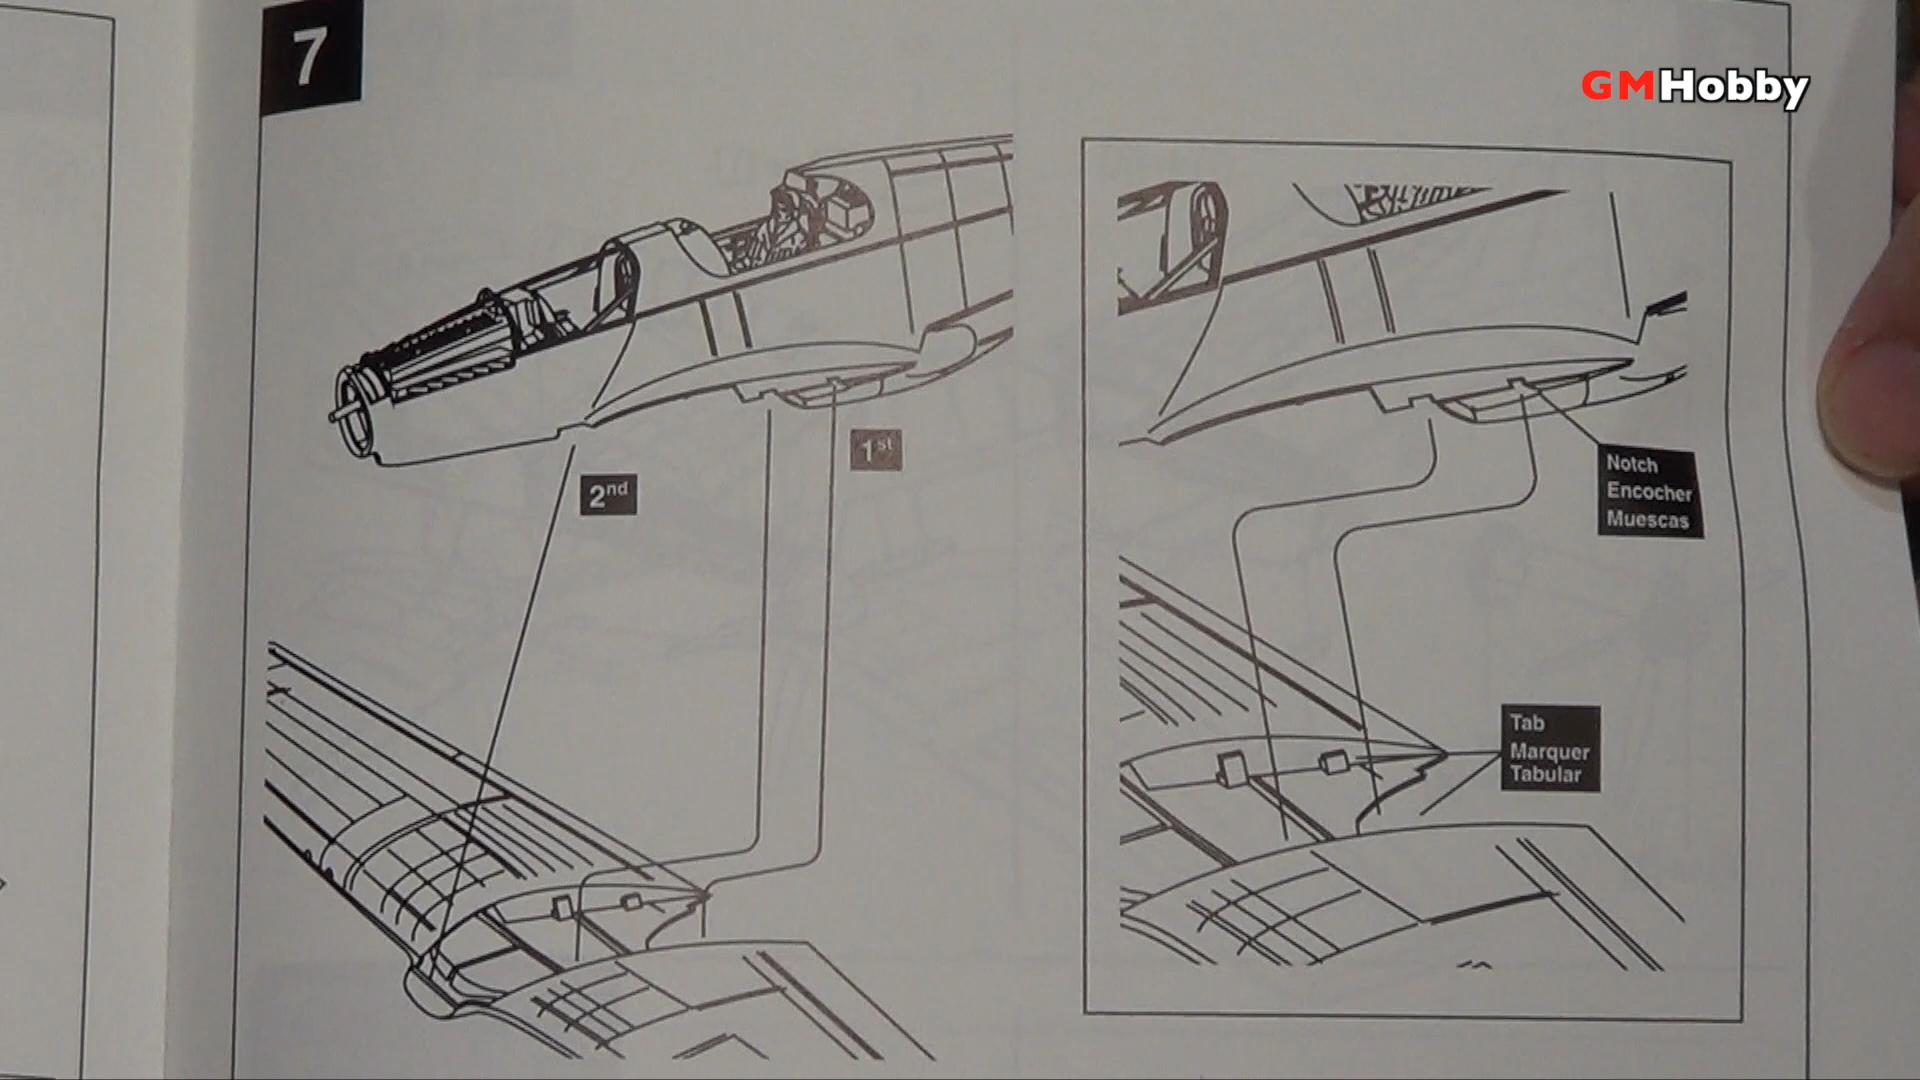 7
GMHobby
1st
2nd
Notch
Encocher
Muescas
Tab
Marquer
Tabular